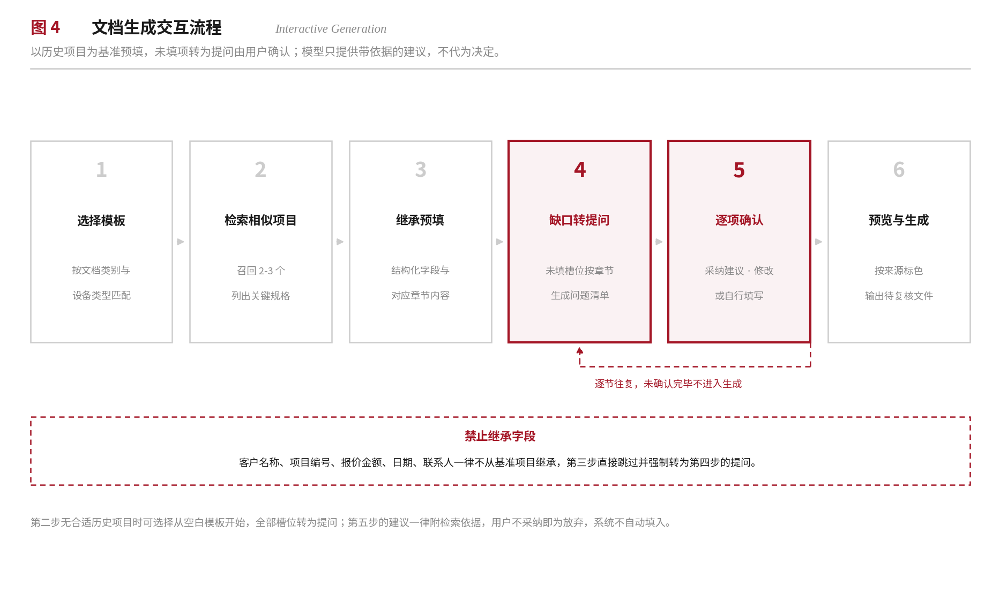 图 4 文档生成交互流程 Interactive Generation
以历史项目为基准预填，未填项转为提问由用户确认；模型只提供带依据的建议，不代为决定。
1
选择模板
按文档类别与
设备类型匹配
2
检索相似项目
召回 2-3 个
列出关键规格
3
继承预填
结构化字段与
对应章节内容
4
缺口转提问
未填槽位按章节
生成问题清单
5
逐项确认
采纳建议 · 修改
或自行填写
6
预览与生成
按来源标色
输出待复核文件
逐节往复，未确认完毕不进入生成
禁止继承字段
客户名称、项目编号、报价金额、日期、联系人一律不从基准项目继承，第三步直接跳过并强制转为第四步的提问。
第二步无合适历史项目时可选择从空白模板开始，全部槽位转为提问；第五步的建议一律附检索依据，用户不采纳即为放弃，系统不自动填入。